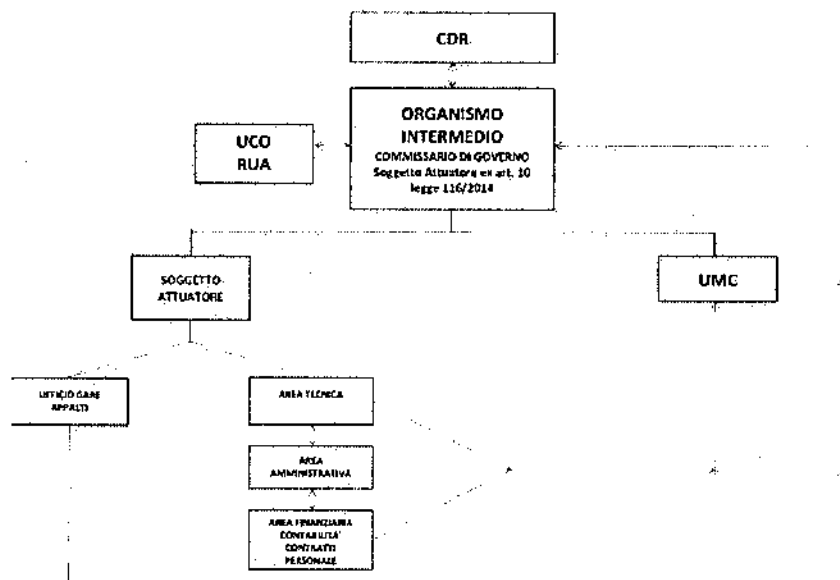 CDR
ORGANISMO
INTERMEDIO
COMMISSARIO DI GOVERNO
Soggetto Attuatore ex art. 10
legge 116/2014
UCO
RUA
SOGGETTO
ATTUATORE
UMC
UFFICIO GARE
APPALTI
AREA TECNICA
AREA
AMMINISTRATIVA
AREA FINANZIARIA
CONTABILITA'
CONTRATTI
PERSONALE